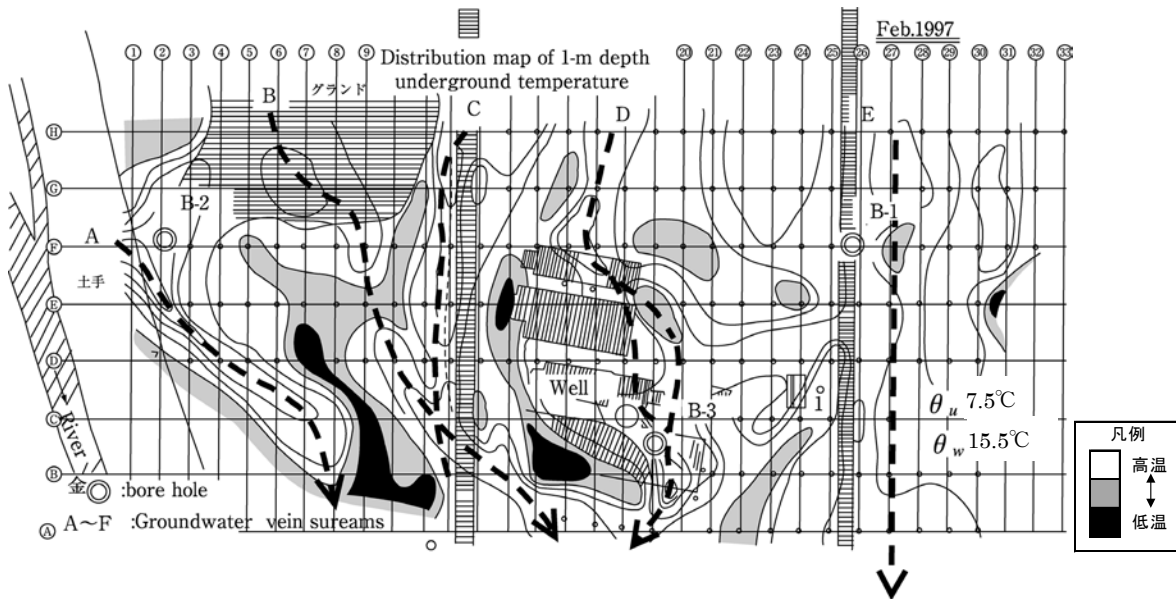 Feb.1997
① ② ③ ④ ⑤ ⑥ ⑦ ⑧ ⑨
Distribution map of 1-m depth
underground temperature
⑳ ㉑ ㉒ ㉓ ㉔ ㉕ ㉖ ㉗ ㉘ ㉙ ㉚ ㉛ ㉜ ㉝
グランド
B
C
D
E
Ⓗ
Ⓖ
B-2
B-1
A
Ⓕ
土手
Ⓔ
Ⓓ
Well
B-3
i
θu 7.5℃
Ⓒ
River
θw 15.5℃
Ⓑ
金
:bore hole
A～F :Groundwater vein sureams
Ⓐ
凡例
高温
低温